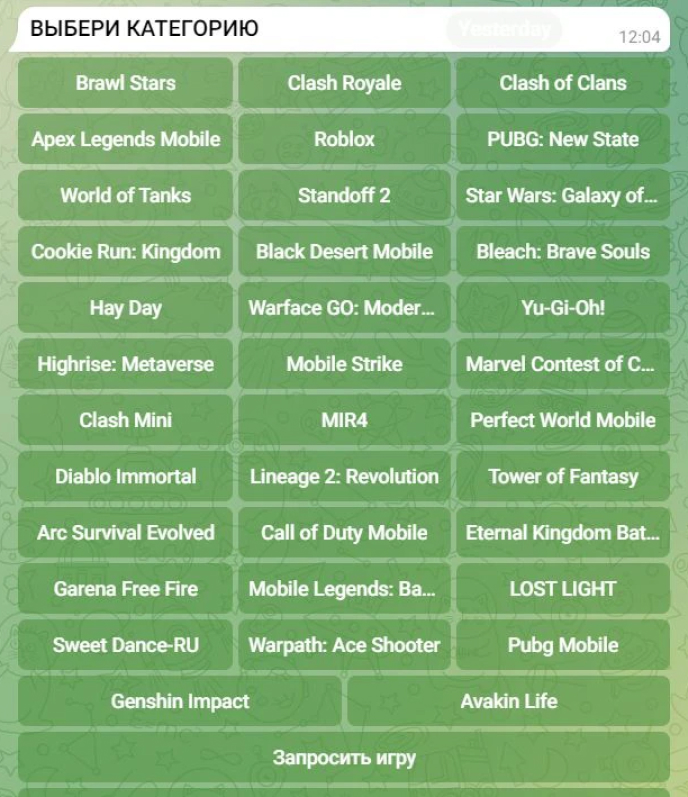 ВЫБЕРИ КАТЕГОРИЮ
Yesterday
12:04
Brawl Stars
Clash Royale
Clash of Clans
Apex Legends Mobile
Roblox
PUBG: New State
World of Tanks
Standoff 2
Star Wars: Galaxy of...
Cookie Run: Kingdom
Black Desert Mobile
Bleach: Brave Souls
Hay Day
Warface GO: Moder...
Yu-Gi-Oh!
Highrise: Metaverse
Mobile Strike
Marvel Contest of C...
Clash Mini
MIR4
Perfect World Mobile
Diablo Immortal
Lineage 2: Revolution
Tower of Fantasy
Arc Survival Evolved
Call of Duty Mobile
Eternal Kingdom Bat...
Garena Free Fire
Mobile Legends: Ba...
LOST LIGHT
Sweet Dance-RU
Warpath: Ace Shooter
Pubg Mobile
Genshin Impact
Avakin Life
Запросить игру